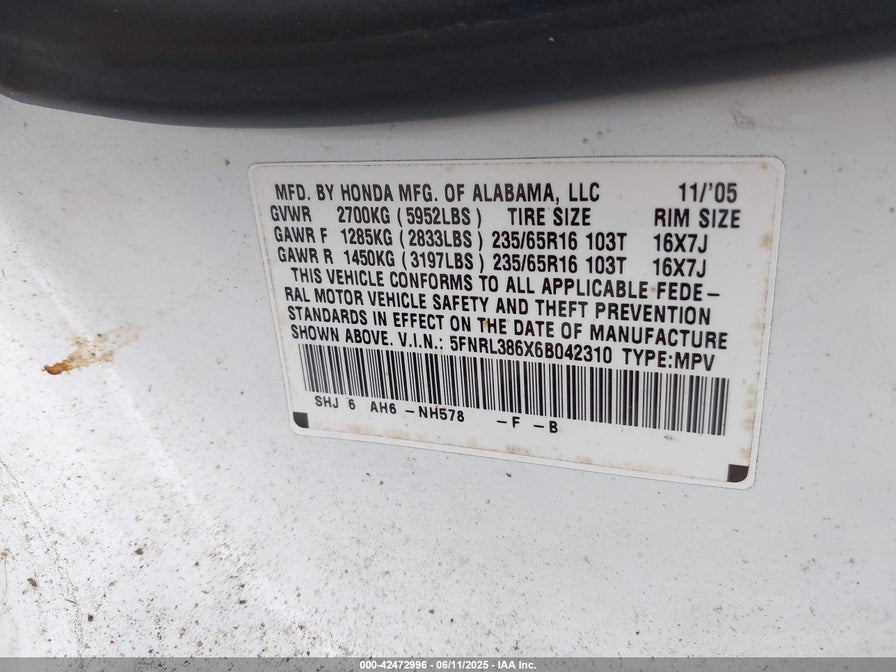 MFD. BY HONDA MFG. OF ALABAMA, LLC 11/'05
GVWR 2700KG (5952LBS) TIRE SIZE RIM SIZE
GAWR F 1285KG (2833LBS) 235/65R16 103T 16X7J
GAWR R 1450KG (3197LBS) 235/65R16 103T 16X7J
THIS VEHICLE CONFORMS TO ALL APPLICABLE FEDE-
RAL MOTOR VEHICLE SAFETY AND THEFT PREVENTION
STANDARDS IN EFFECT ON THE DATE OF MANUFACTURE
SHOWN ABOVE. V.I.N.: 5FNRL386X6B042310 TYPE:MPV
SHJ 6 AH6 -NH578 -F -B
000-42472996 - 06/11/2025 - IAA Inc.